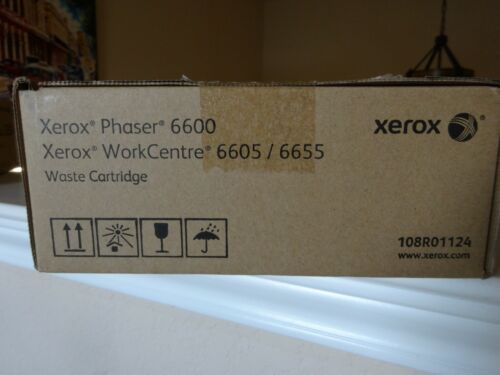 Xerox® Phaser® 6600
Xerox® WorkCentre® 6605 / 6655
Waste Cartridge
xerox
108R01124
www.xerox.com